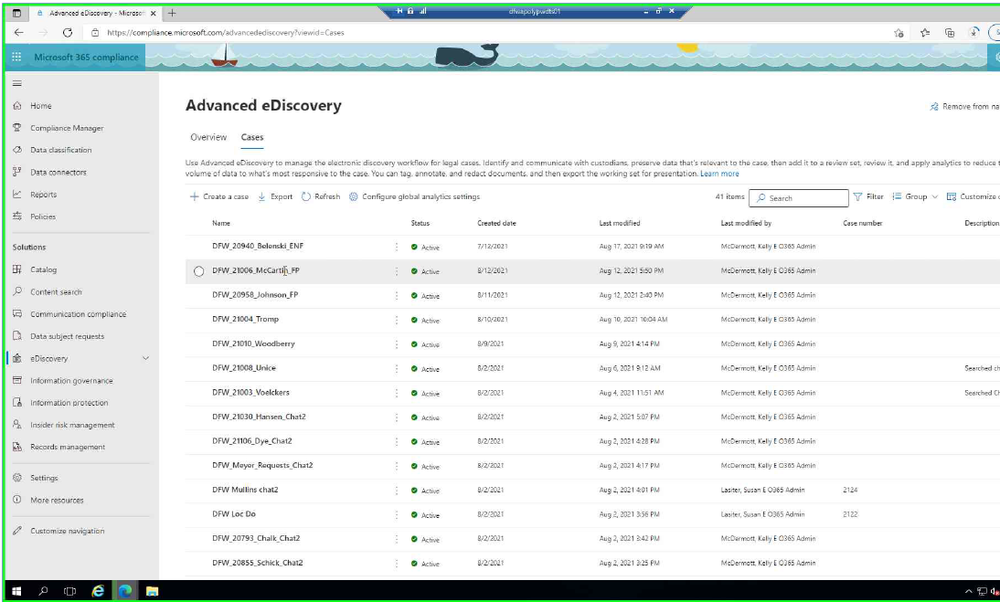 Advanced eDiscovery - Microsoft
dfwapolypwdts01
https://compliance.microsoft.com/advancedediscovery?viewid=Cases
Microsoft 365 compliance
Home
Compliance Manager
Data classification
Data connectors
Reports
Policies
Solutions
Catalog
Content search
Communication compliance
Data subject requests
eDiscovery
Information governance
Information protection
Insider risk management
Records management
Settings
More resources
Customize navigation
Advanced eDiscovery
Remove from na
Overview Cases
Use Advanced eDiscovery to manage the electronic discovery workflow for legal cases. Identify and communicate with custodians, preserve data that's relevant to the case, then add it to a review set, review it, and apply analytics to reduce t
volume of data to what's most responsive to the case. You can tag, annotate, and redact documents, and then export the working set for presentation. Learn more
Create a case Export Refresh Configure global analytics settings 41 items Search Filter Group Customize c
Name Status Created date Last modified Last modified by Case number Description
DFW_20940_Belenski_ENF Active 7/12/2021 Aug 17, 2021 9:19 AM McDermott, Kelly E O365 Admin
DFW_21006_McCartin_FP Active 8/12/2021 Aug 12, 2021 5:50 PM McDermott, Kelly E O365 Admin
DFW_20958_Johnson_FP Active 8/11/2021 Aug 12, 2021 2:40 PM McDermott, Kelly E O365 Admin
DFW_21004_Tromp Active 8/10/2021 Aug 10, 2021 10:04 AM McDermott, Kelly E O365 Admin
DFW_21010_Woodberry Active 8/9/2021 Aug 9, 2021 4:14 PM McDermott, Kelly E O365 Admin
DFW_21008_Unice Active 8/2/2021 Aug 6, 2021 9:12 AM McDermott, Kelly E O365 Admin Searched ch
DFW_21003_Voelckers Active 8/2/2021 Aug 4, 2021 11:51 AM McDermott, Kelly E O365 Admin Searched Ch
DFW_21030_Hansen_Chat2 Active 8/2/2021 Aug 2, 2021 5:07 PM McDermott, Kelly E O365 Admin
DFW_21106_Dye_Chat2 Active 8/2/2021 Aug 2, 2021 4:28 PM McDermott, Kelly E O365 Admin
DFW_Meyer_Requests_Chat2 Active 8/2/2021 Aug 2, 2021 4:17 PM McDermott, Kelly E O365 Admin
DFW Mullins chat2 Active 8/2/2021 Aug 2, 2021 4:01 PM Lasiter, Susan E O365 Admin 2124
DFW Loc Do Active 8/2/2021 Aug 2, 2021 3:56 PM Lasiter, Susan E O365 Admin 2122
DFW_20793_Chalk_Chat2 Active 8/2/2021 Aug 2, 2021 3:42 PM McDermott, Kelly E O365 Admin
DFW_20855_Schick_Chat2 Active 8/2/2021 Aug 2, 2021 3:25 PM McDermott, Kelly E O365 Admin